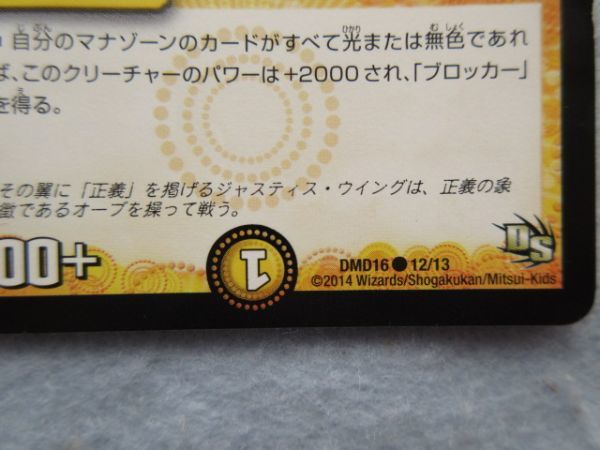 自分のマナゾーンのカードがすべて光または無色であれ
ば、このクリーチャーのパワーは+2000され、「ブロッカー」
を得る。
その翼に「正義」を掲げるジャスティス・ウイングは、正義の象
徴であるオーブを操って戦う。
00+
1
DS
DMD16 ● 12/13
©2014 Wizards/Shogakukan/Mitsui-Kids